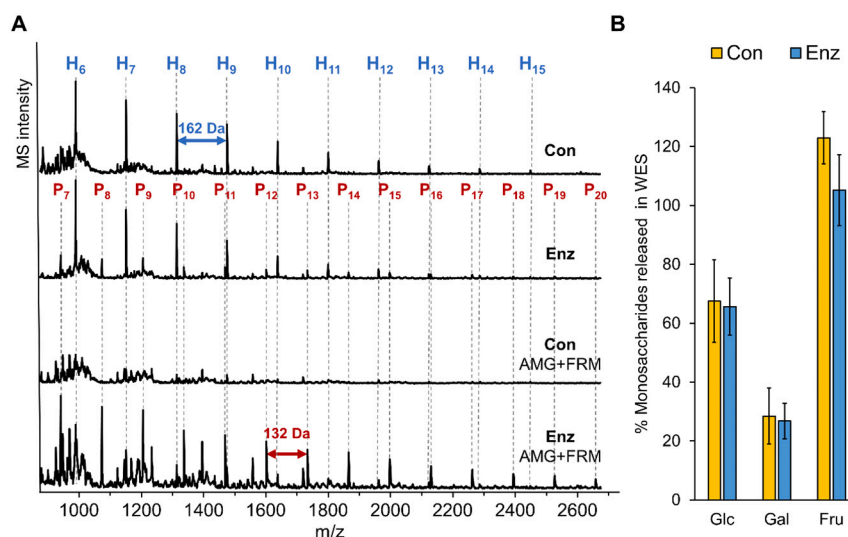 A
H6 H7 H8 H9 H10 H11 H12 H13 H14 H15
MS intensity
162 Da
Con
P7 P8 P9 P10 P11 P12 P13 P14 P15 P16 P17 P18 P19 P20
Enz
Con
AMG+FRM
132 Da
Enz
AMG+FRM
1000 1200 1400 1600 1800 2000 2200 2400 2600
m/z
B
Con Enz
% Monosaccharides released in WES
140
120
100
80
60
40
20
0
Glc Gal Fru